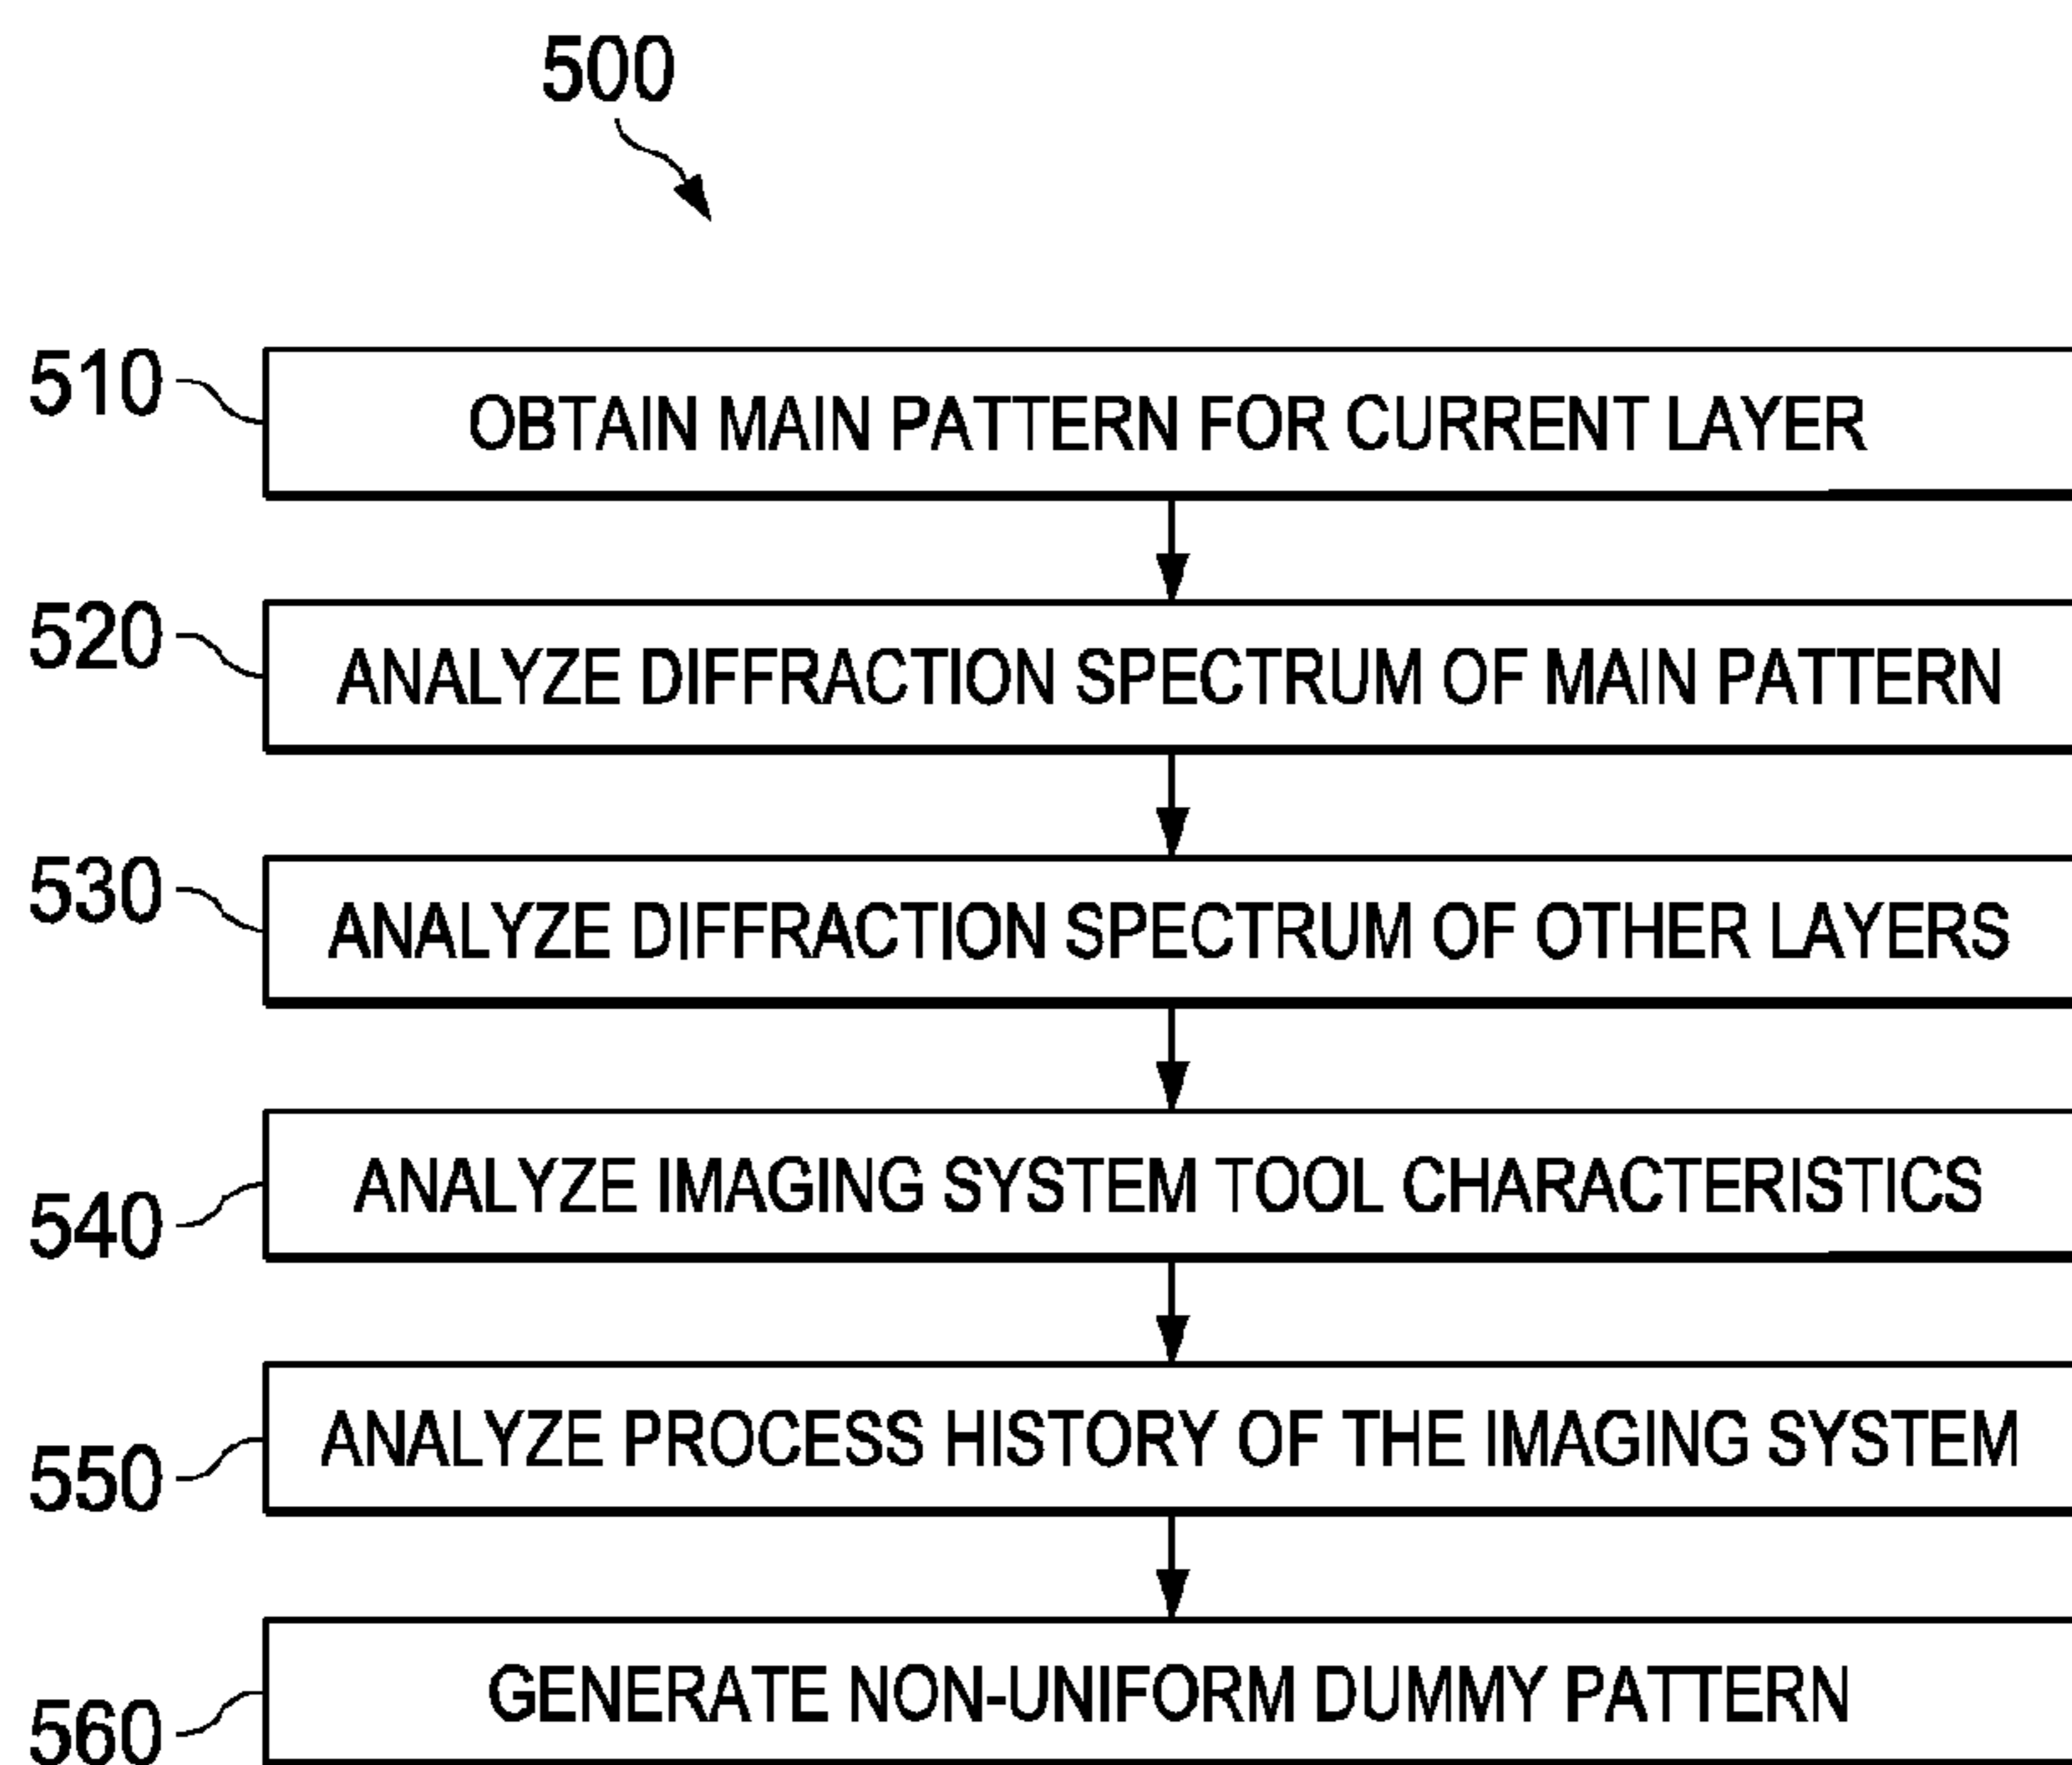 500
510
OBTAIN MAIN PATTERN FOR CURRENT LAYER
520
ANALYZE DIFFRACTION SPECTRUM OF MAIN PATTERN
530
ANALYZE DIFFRACTION SPECTRUM OF OTHER LAYERS
540
ANALYZE IMAGING SYSTEM TOOL CHARACTERISTICS
550
ANALYZE PROCESS HISTORY OF THE IMAGING SYSTEM
560
GENERATE NON-UNIFORM DUMMY PATTERN